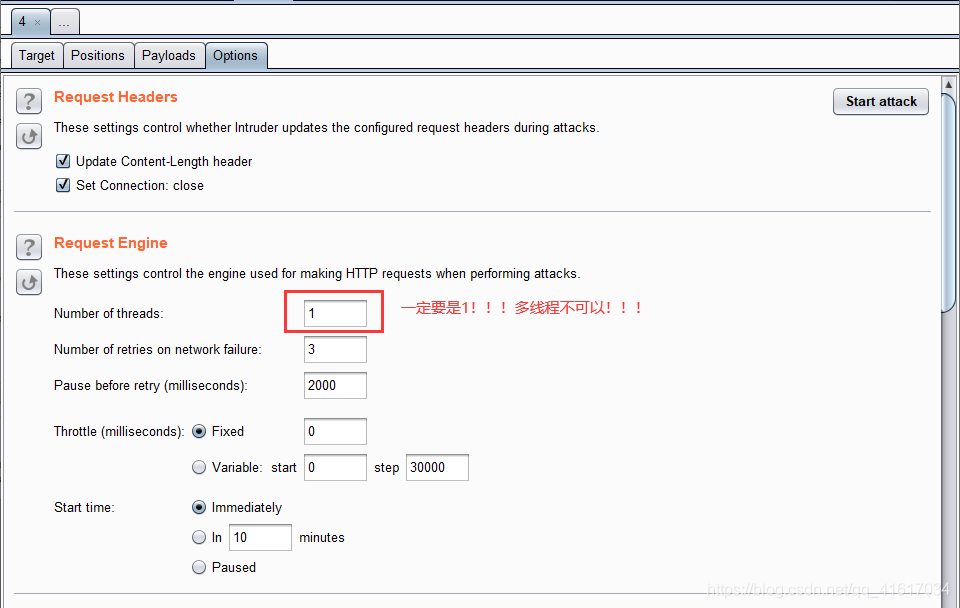 4 × ...
Target Positions Payloads Options
Request Headers
Start attack
These settings control whether Intruder updates the configured request headers during attacks.
Update Content-Length header
Set Connection: close
Request Engine
These settings control the engine used for making HTTP requests when performing attacks.
Number of threads: 1 一定要是1！！！多线程不可以！！！
Number of retries on network failure: 3
Pause before retry (milliseconds): 2000
Throttle (milliseconds): Fixed 0
Variable: start 0 step 30000
Start time: Immediately
In 10 minutes
Paused
https://blog.csdn.net/qq_41617034